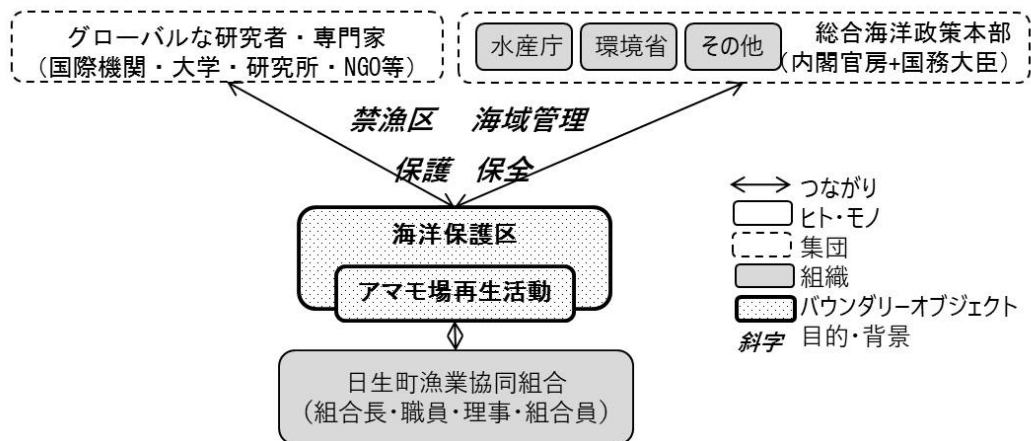 グローバルな研究者・専門家
（国際機関・大学・研究所・NGO等）
水産庁
環境省
その他
総合海洋政策本部
（内閣官房+国務大臣）
禁漁区 海域管理
保護 保全
海洋保護区
アマモ場再生活動
日生町漁業協同組合
（組合長・職員・理事・組合員）
つながり
ヒト・モノ
集団
組織
バウンダリーオブジェクト
斜字 目的・背景